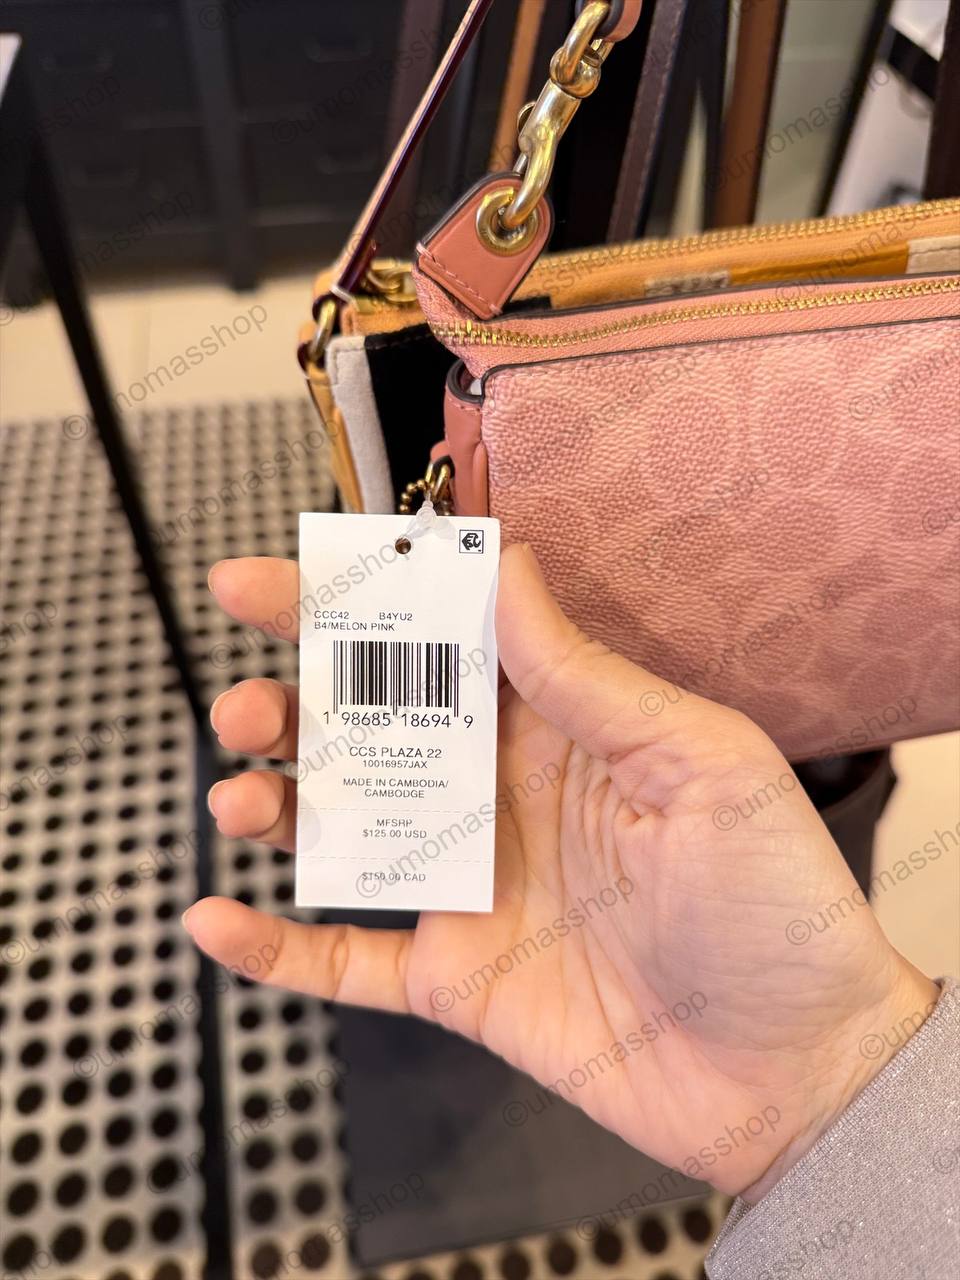 CCC42 B4YU2
B4/MELON PINK
1 98685 18694 9
CCS PLAZA 22
10016957JAX
MADE IN CAMBODIA/
CAMBODGE
MFSRP
$125.00 USD
$150.00 CAD
©umomasshop